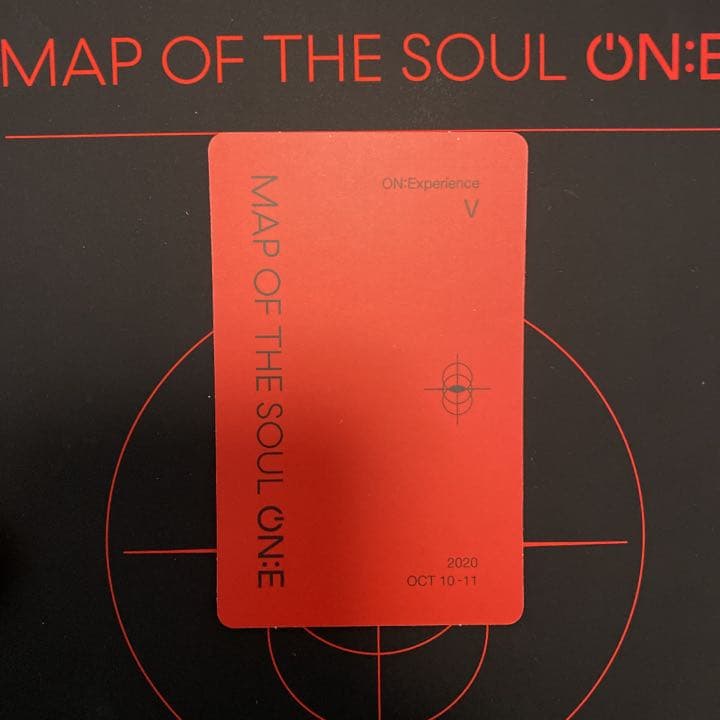 MAP OF THE SOUL ON:E
ON:Experience
V
MAP OF THE SOUL ON:E
2020
OCT 10-11